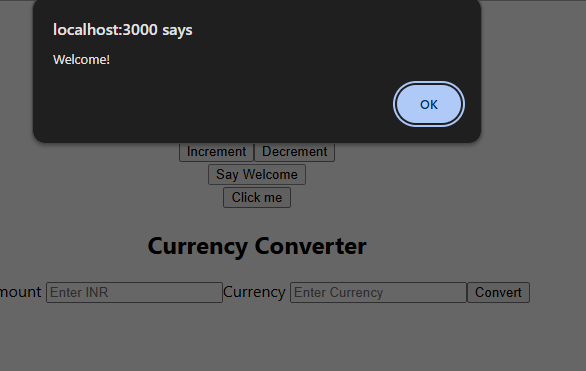 localhost:3000 says
Welcome!
OK
Increment Decrement
Say Welcome
Click me
Currency Converter
mount Enter INR Currency Enter Currency Convert